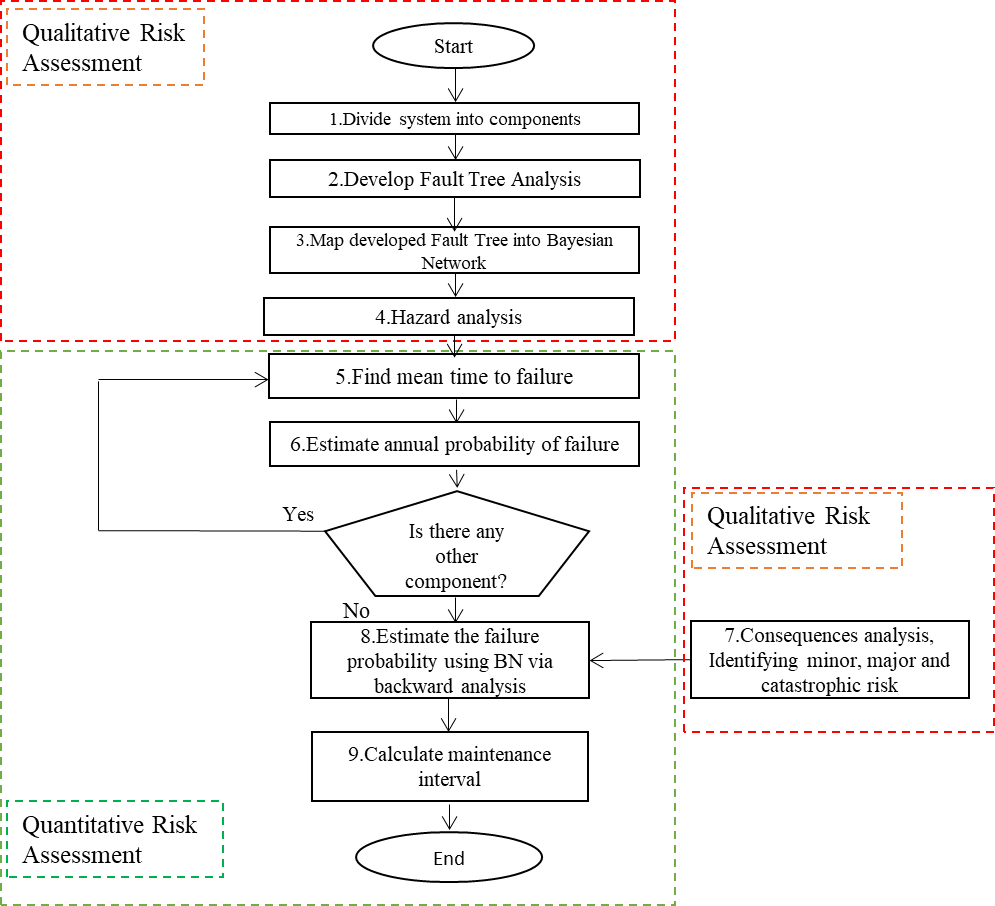 Qualitative Risk
Assessment
Start
1.Divide system into components
2.Develop Fault Tree Analysis
3.Map developed Fault Tree into Bayesian
Network
4.Hazard analysis
5.Find mean time to failure
6.Estimate annual probability of failure
Yes
Is there any
other
component?
No
Qualitative Risk
Assessment
7.Consequences analysis,
Identifying minor, major and
catastrophic risk
8.Estimate the failure
probability using BN via
backward analysis
9.Calculate maintenance
interval
Quantitative Risk
Assessment
End